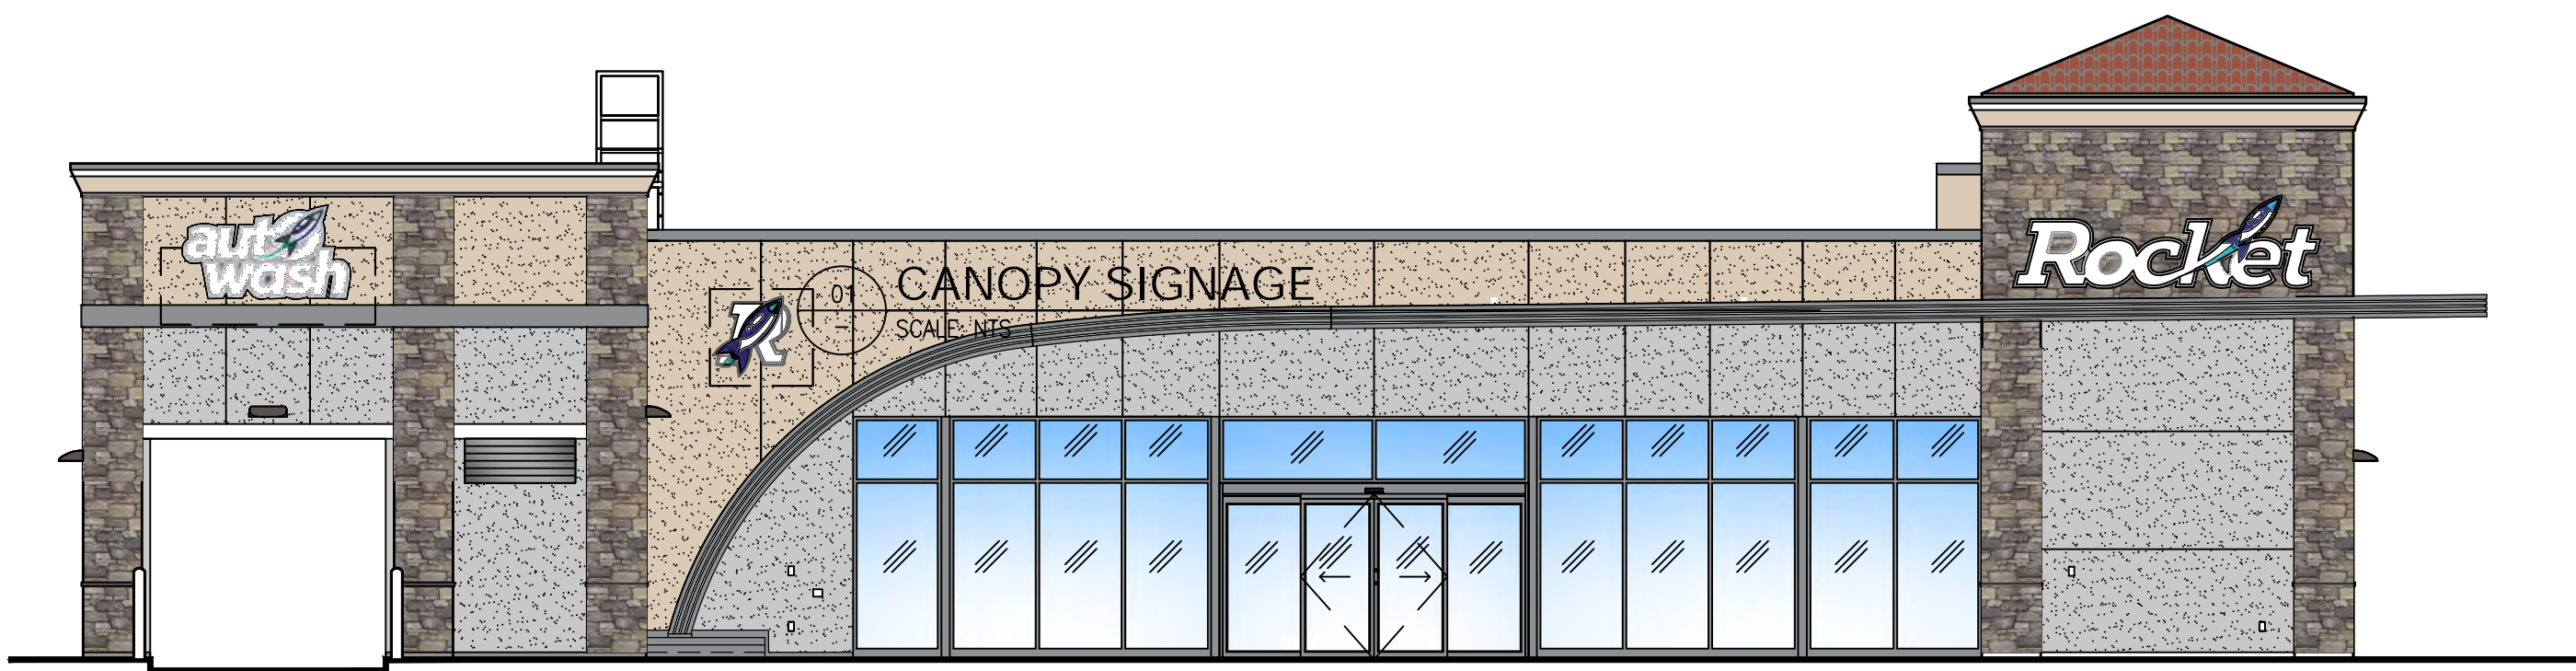 auto
wash
R
01
CANOPY SIGNAGE
SCALE: NTS
Rocket